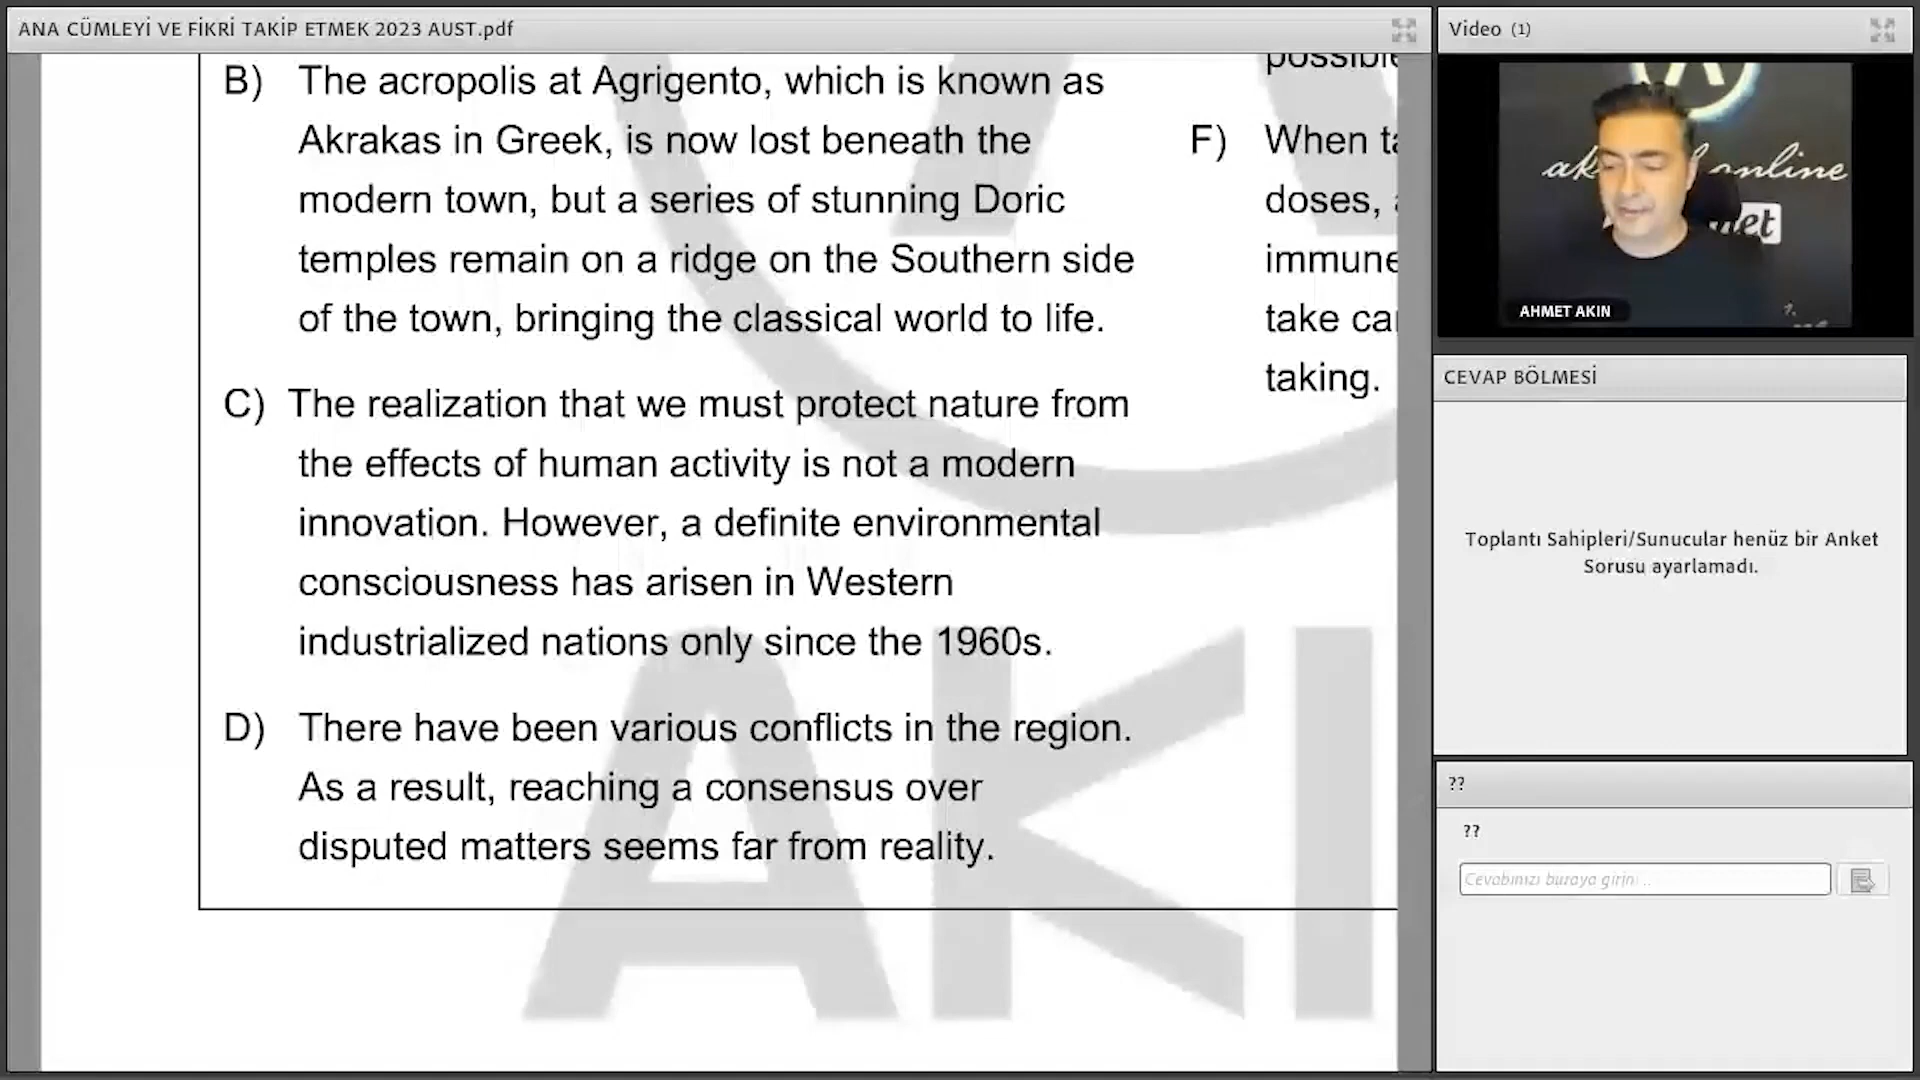 ANA CÜMLEYİ VE FİKRİ TAKİP ETMEK 2023 AUST.pdf
B) The acropolis at Agrigento, which is known as
Akrakas in Greek, is now lost beneath the
modern town, but a series of stunning Doric
temples remain on a ridge on the Southern side
of the town, bringing the classical world to life.
C) The realization that we must protect nature from
the effects of human activity is not a modern
innovation. However, a definite environmental
consciousness has arisen in Western
industrialized nations only since the 1960s.
D) There have been various conflicts in the region.
As a result, reaching a consensus over
disputed matters seems far from reality.
F) When
doses,
immune
take
taking.
AKI
Video (1)
online
AHMET AKIN
CEVAP BÖLMESİ
Toplantı Sahipleri/Sunucular henüz bir Anket
Sorusu ayarlamadı.
??
??
Cevabınızı buraya girin...